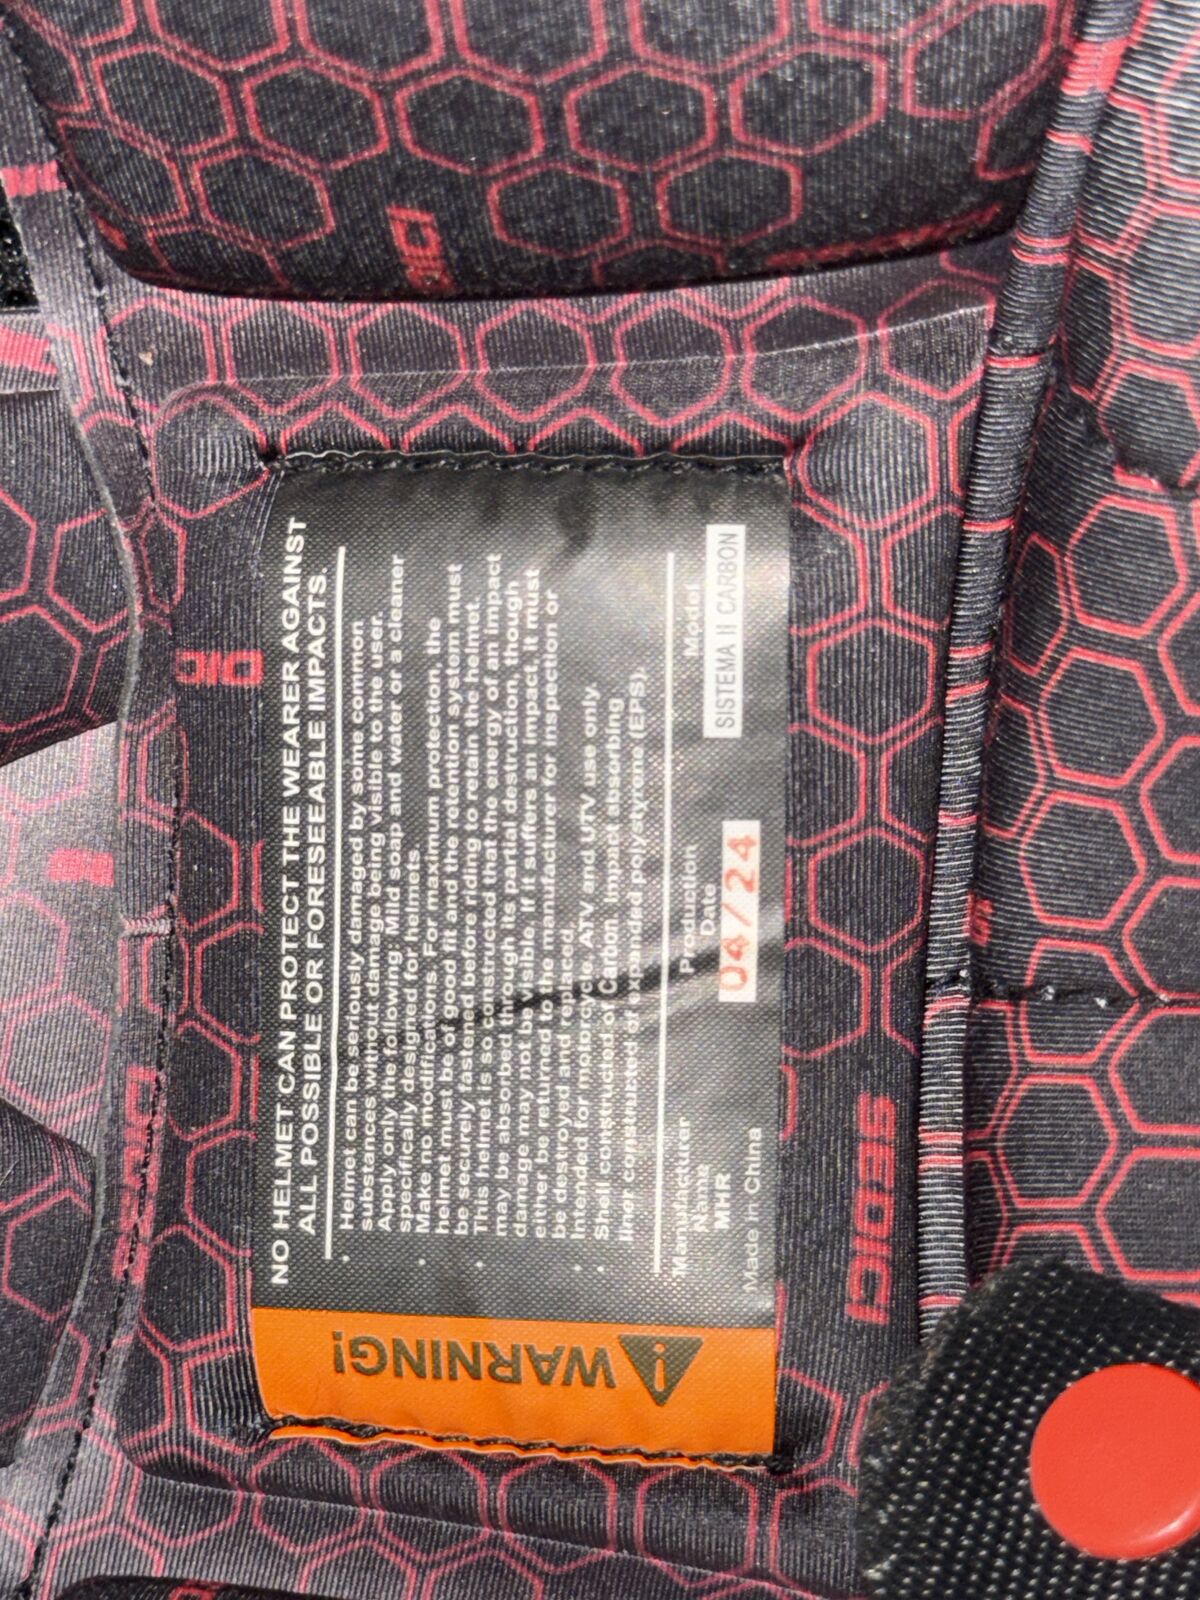 WARNING!
NO HELMET CAN PROTECT THE WEARER AGAINST
ALL POSSIBLE OR FORESEEABLE IMPACTS.
· Helmet can be seriously damaged by some common
substances without damage being visible to the user.
Apply only the following: Mild soap and water or a cleaner
specifically designed for helmets.
· Make no modifications. For maximum protection, the
helmet must be of good fit and the retention system must
be securely fastened before riding to retain the helmet.
· This helmet is so constructed that the energy of an impact
may be absorbed through its partial destruction, though
damage may not be visible. If it suffers an impact, it must
either be returned to the manufacturer for inspection or
be destroyed and replaced.
· Intended for motorcycle, ATV and UTV use only.
· Shell constructed of Carbon. Impact absorbing
liner constructed of expanded polystyrene (EPS).
Manufacturer
Name
MHR
Made in China
Production
Date
04/24
Model
SISTEMA II CARBON
SEDICI